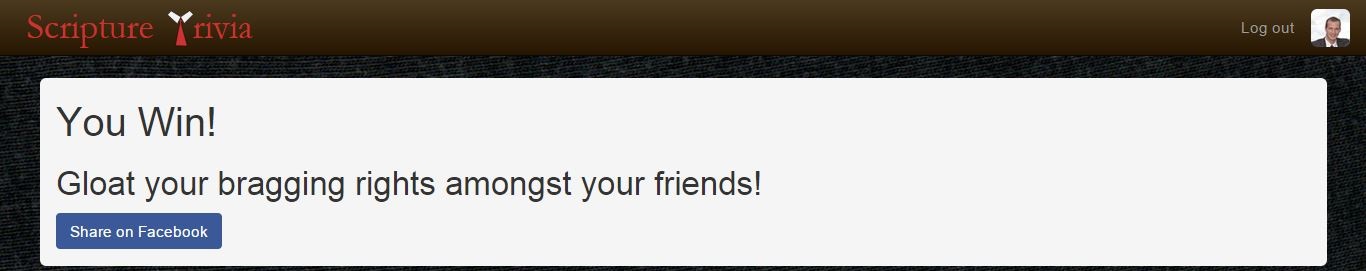 Scripture Trivia
Log out
You Win!
Gloat your bragging rights amongst your friends!
Share on Facebook